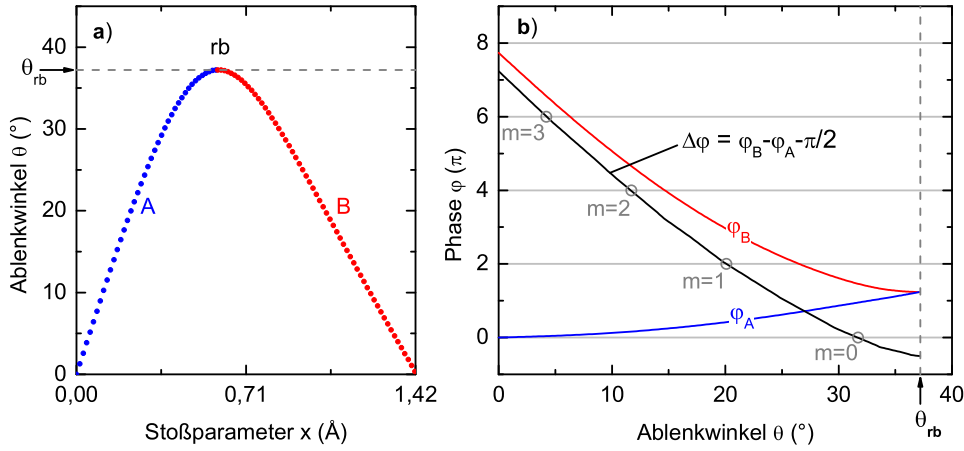 a)
rb
θrb
40
30
20
10
0
Ablenkwinkel θ (°)
A
B
0,00
0,71
1,42
Stoßparameter x (Å)
b)
8
6
4
2
0
Phase φ (π)
m=3
Δφ = φB-φA-π/2
m=2
φB
m=1
φA
m=0
0
10
20
30
40
Ablenkwinkel θ (°)
θrb